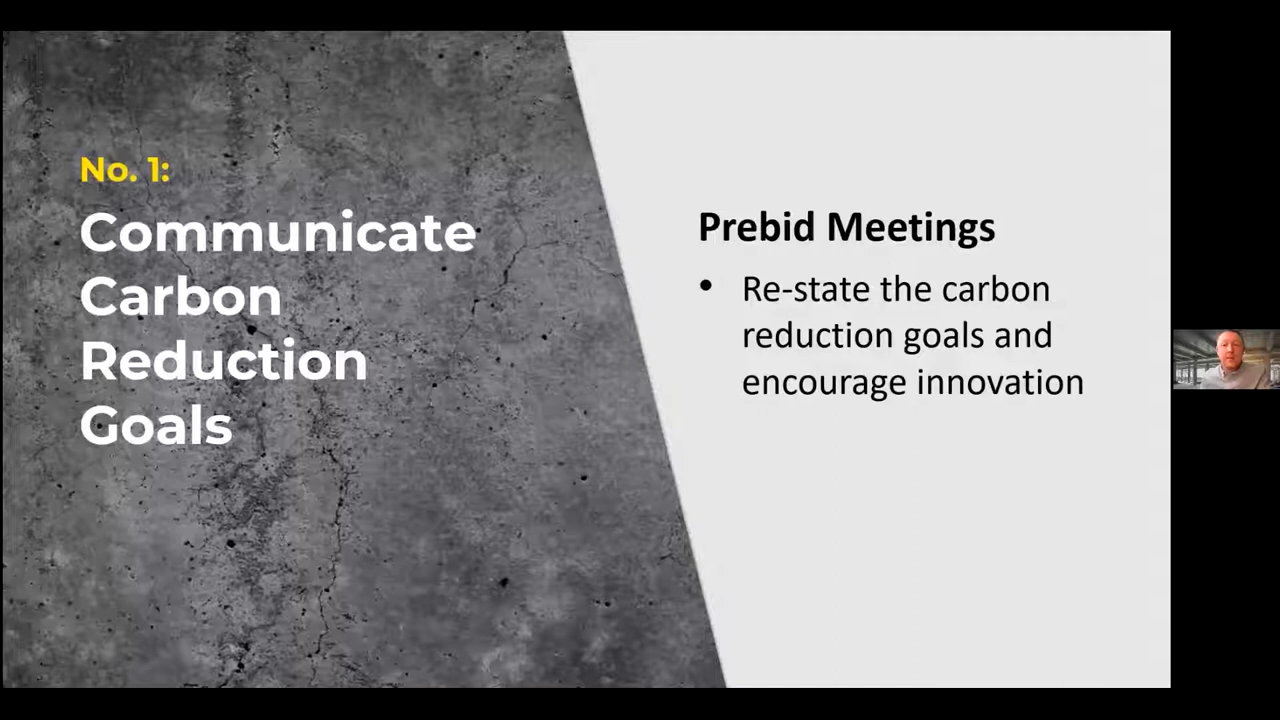 No. 1:
Communicate
Carbon
Reduction
Goals
Prebid Meetings
• Re-state the carbon
reduction goals and
encourage innovation